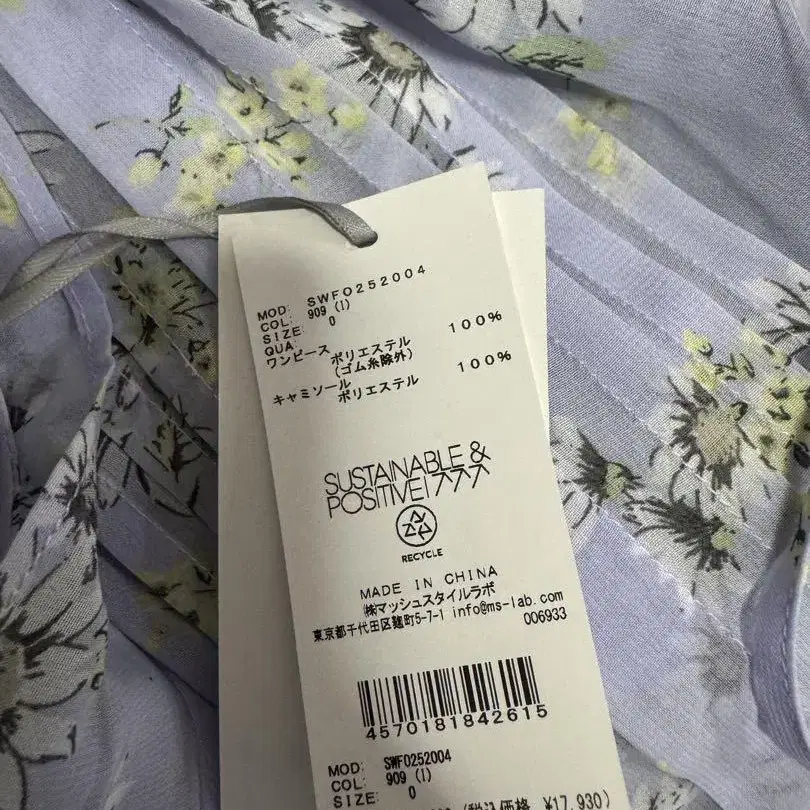 MOD: SWFO252004
COL: 909 (I)
SIZE: 0
QUA:
ワンピース ポリエステル 100%
(ゴム糸除外)
キャミソール ポリエステル 100%
SUSTAINABLE &
POSITIVE!
RECYCLE
MADE IN CHINA
㈱マッシュスタイルラボ
東京都千代田区麹町5-7-1 info@ms-lab.com
006933
4570181842615
MOD: SWFO252004
COL: 909 (I)
SIZE: 0
(税込価格 ¥17,930)